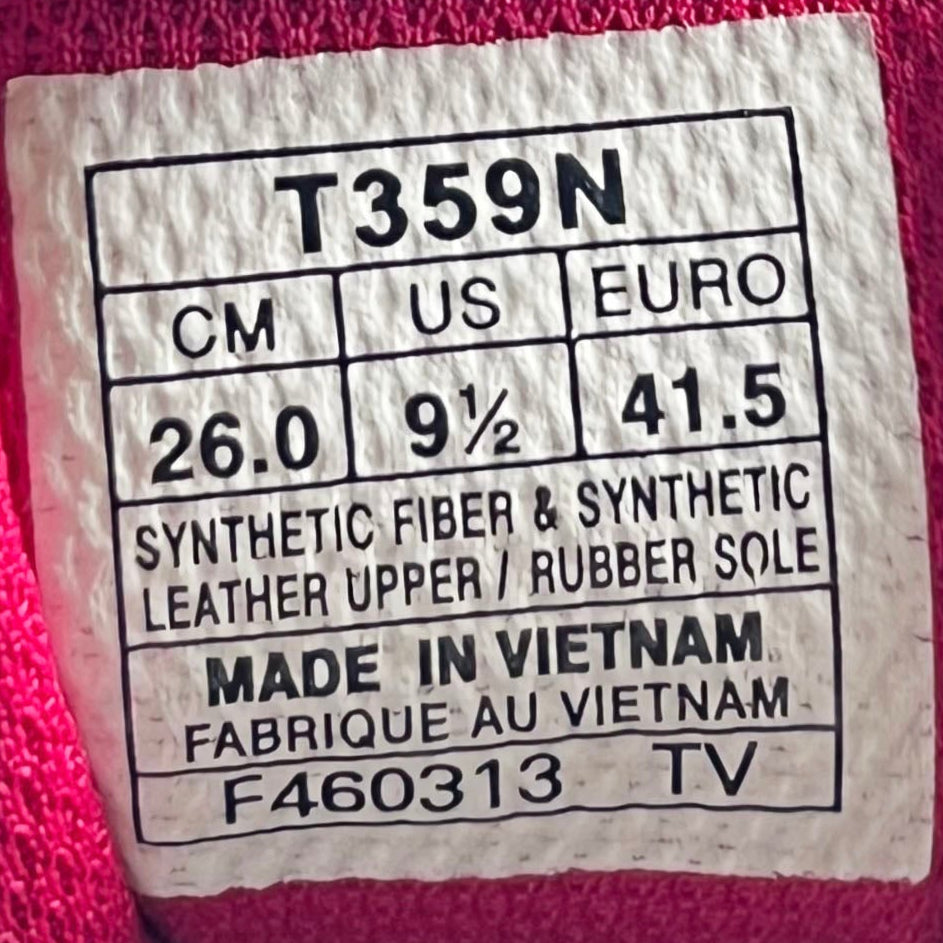 T359N
CM US EURO
26.0 9½ 41.5
SYNTHETIC FIBER & SYNTHETIC
LEATHER UPPER / RUBBER SOLE
MADE IN VIETNAM
FABRIQUE AU VIETNAM
F460313 TV